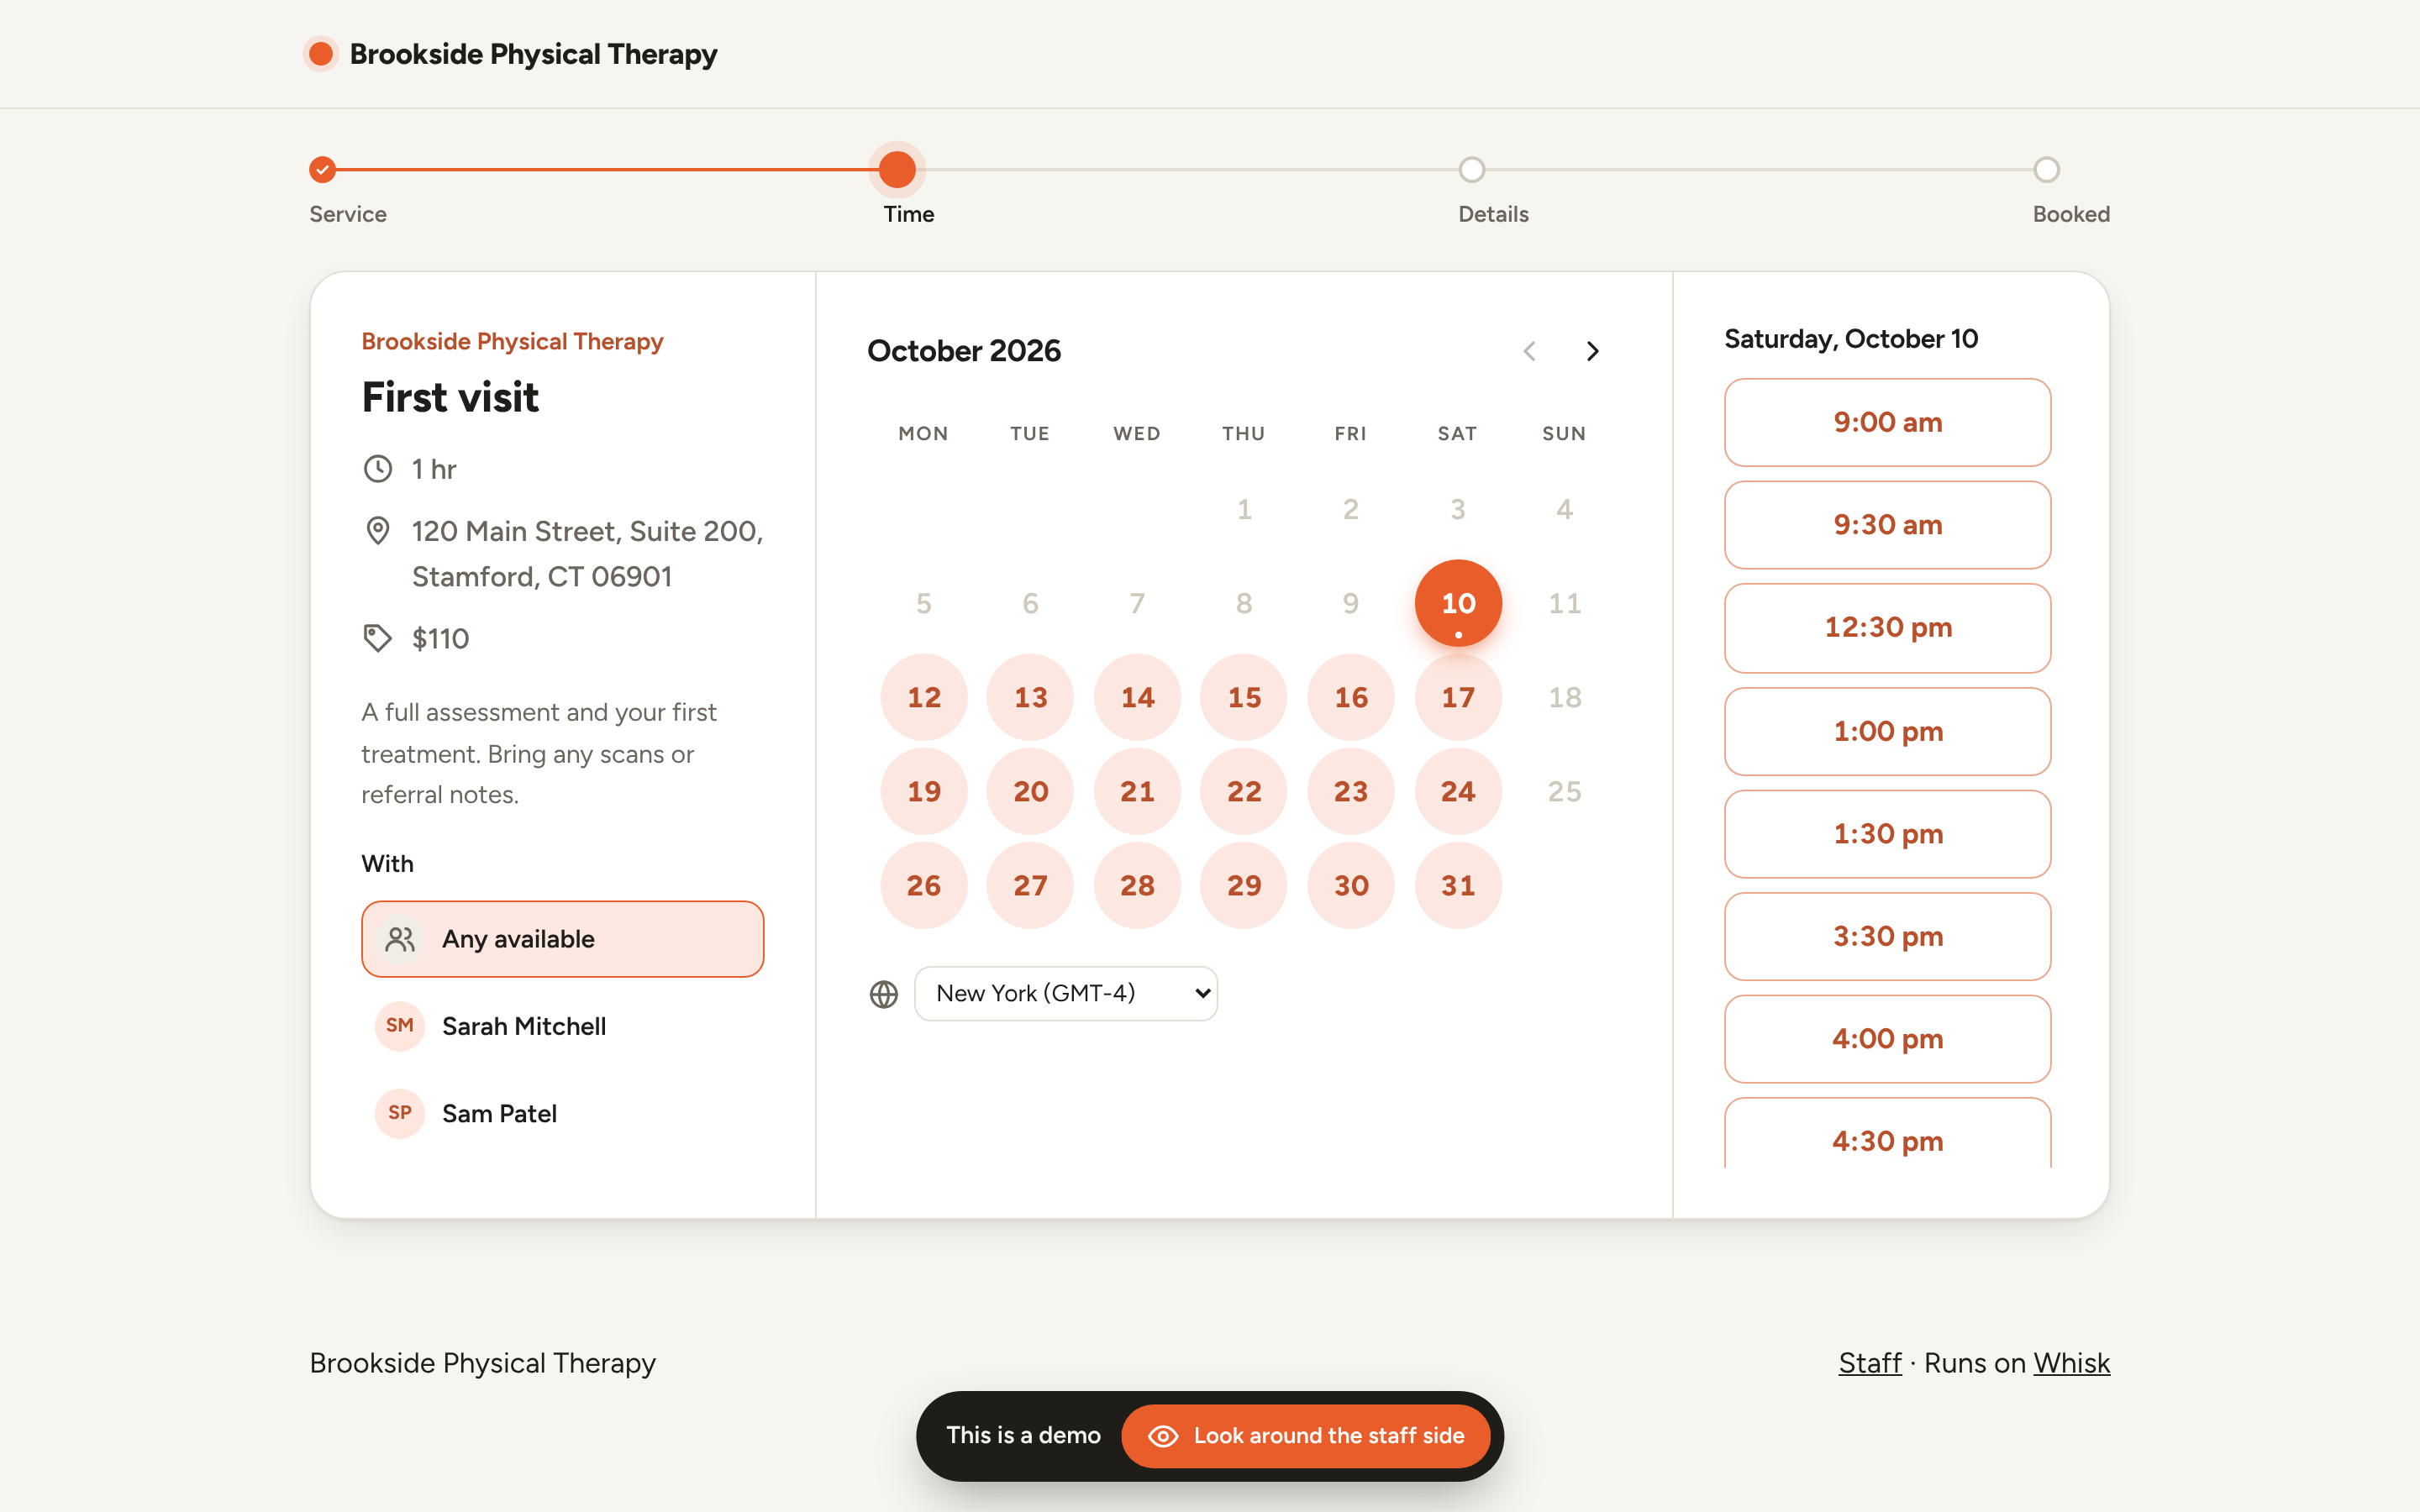 Brookside Physical Therapy
Service
Time
Details
Booked
Brookside Physical Therapy
First visit
1 hr
120 Main Street, Suite 200,
Stamford, CT 06901
$110
A full assessment and your first
treatment. Bring any scans or
referral notes.
With
Any available
SM Sarah Mitchell
SP Sam Patel
October 2026
MON TUE WED THU FRI SAT SUN
1 2 3 4
5 6 7 8 9 10 11
12 13 14 15 16 17 18
19 20 21 22 23 24 25
26 27 28 29 30 31
New York (GMT-4)
Saturday, October 10
9:00 am
9:30 am
12:30 pm
1:00 pm
1:30 pm
3:30 pm
4:00 pm
4:30 pm
Brookside Physical Therapy
Staff · Runs on Whisk
This is a demo
Look around the staff side